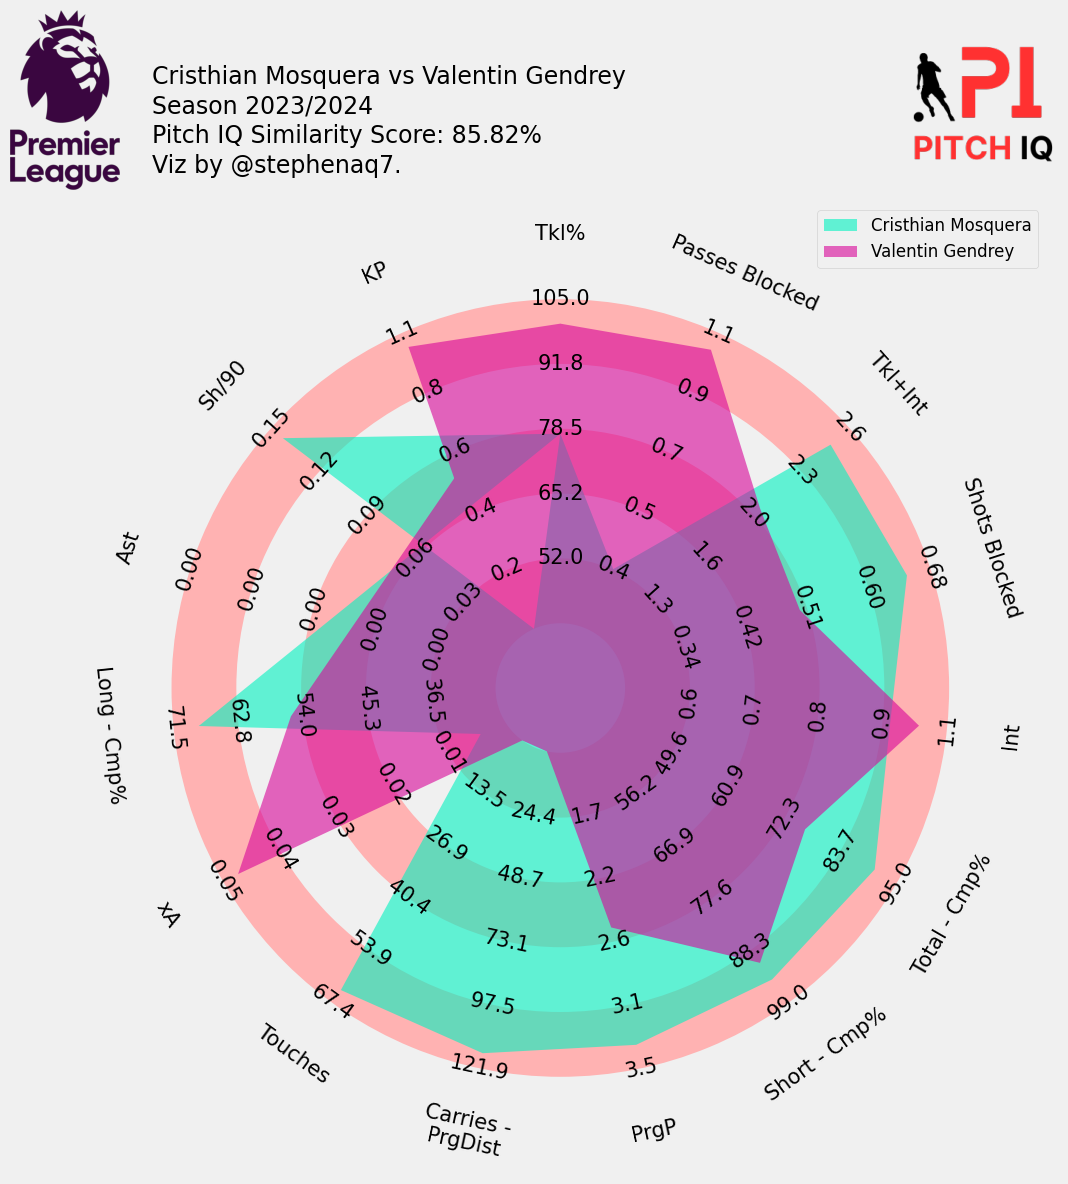 Cristhian Mosquera vs Valentin Gendrey
Season 2023/2024
Pitch IQ Similarity Score: 85.82%
Viz by @stephenaq7.
Premier
League
PI
PITCH IQ
Cristhian Mosquera
Valentin Gendrey
Tkl%
52.0
65.2
78.5
91.8
105.0
Passes Blocked
0.4
0.5
0.7
0.9
1.1
Tkl+Int
1.3
1.6
2.0
2.3
2.6
Shots Blocked
0.34
0.42
0.51
0.60
0.68
Int
0.6
0.7
0.8
0.9
1.1
Total - Cmp%
49.6
60.9
72.3
83.7
95.0
Short - Cmp%
56.2
66.9
77.6
88.3
99.0
PrgP
1.7
2.2
2.6
3.1
3.5
Carries -
PrgDist
24.4
48.7
73.1
97.5
121.9
Touches
13.5
26.9
40.4
53.9
67.4
xA
0.01
0.02
0.03
0.04
0.05
Long - Cmp%
36.5
45.3
54.0
62.8
71.5
Ast
0.00
0.00
0.00
0.00
0.00
Sh/90
0.03
0.06
0.09
0.12
0.15
KP
0.2
0.4
0.6
0.8
1.1